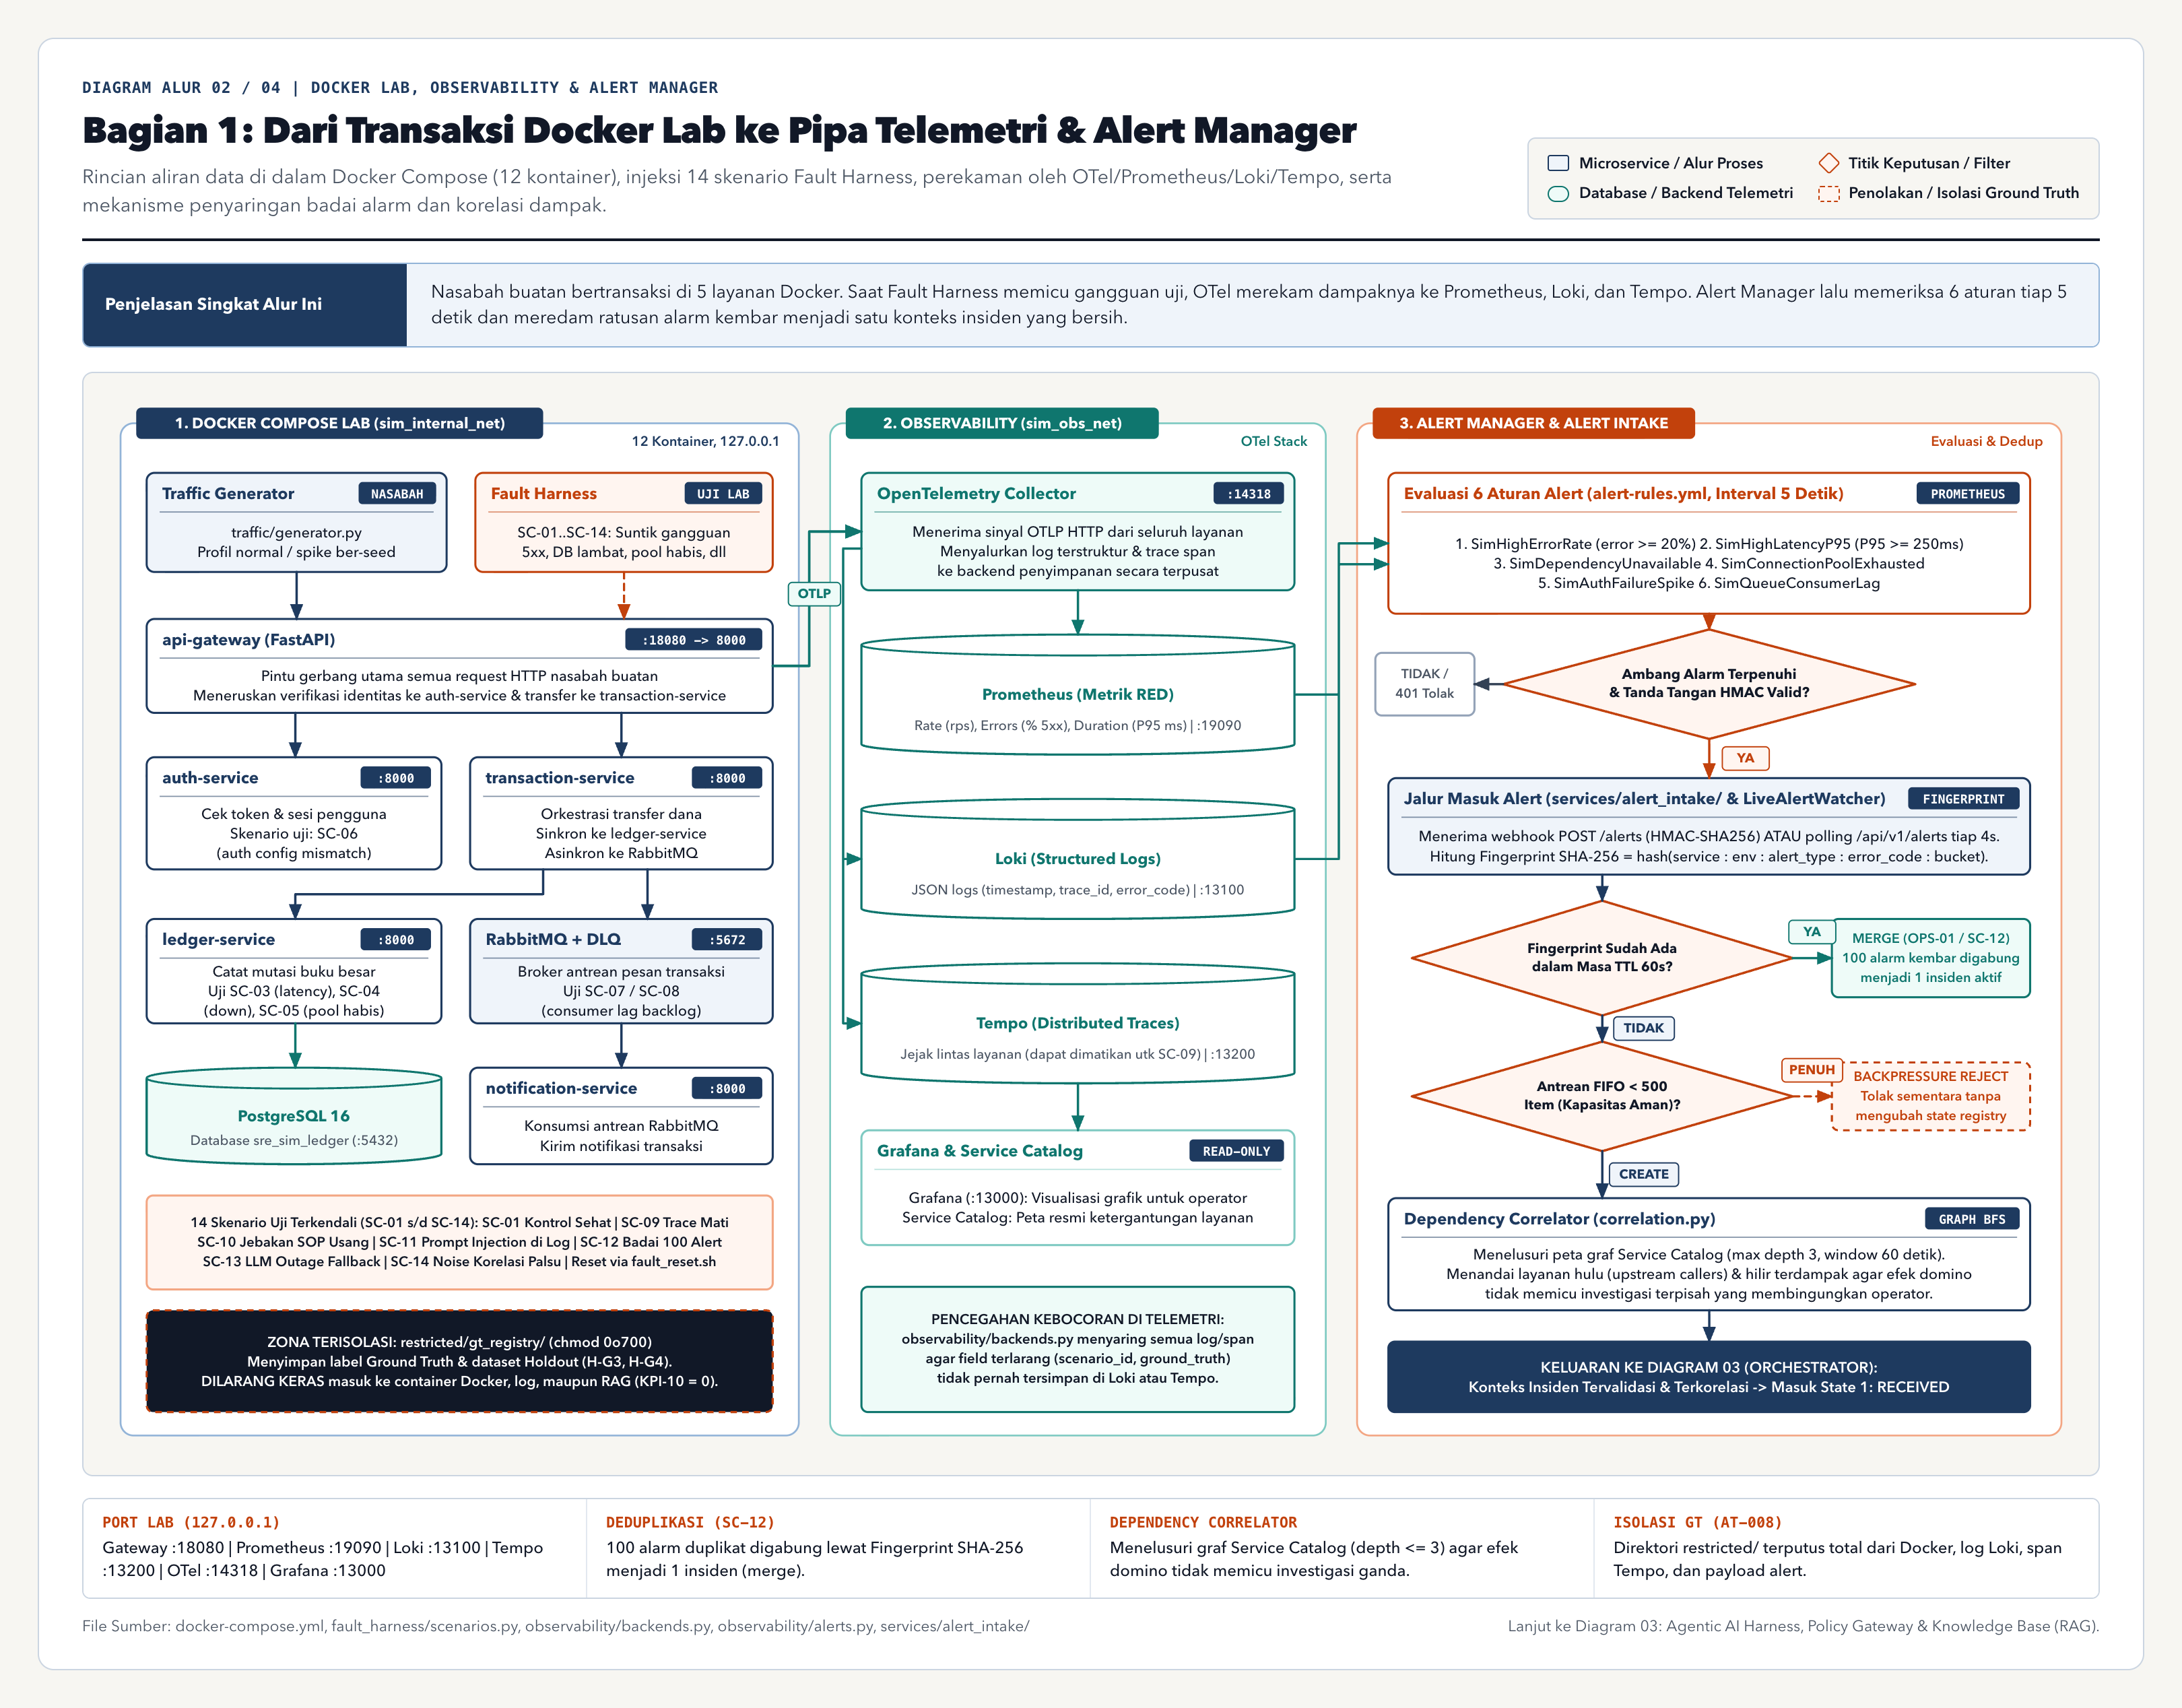 DIAGRAM ALUR 02 / 04 | DOCKER LAB, OBSERVABILITY & ALERT MANAGER
Bagian 1: Dari Transaksi Docker Lab ke Pipa Telemetri & Alert Manager
Rincian aliran data di dalam Docker Compose (12 kontainer), injeksi 14 skenario Fault Harness, perekaman oleh OTel/Prometheus/Loki/Tempo, serta
mekanisme penyaringan badai alarm dan korelasi dampak.
Microservice / Alur Proses
Titik Keputusan / Filter
Database / Backend Telemetri
Penolakan / Isolasi Ground Truth
Penjelasan Singkat Alur Ini
Nasabah buatan bertransaksi di 5 layanan Docker. Saat Fault Harness memicu gangguan uji, OTel merekam dampaknya ke Prometheus, Loki, dan Tempo. Alert Manager lalu memeriksa 6 aturan tiap 5
detik dan meredam ratusan alarm kembar menjadi satu konteks insiden yang bersih.
1. DOCKER COMPOSE LAB (sim_internal_net)
12 Kontainer, 127.0.0.1
Traffic Generator
NASABAH
traffic/generator.py
Profil normal / spike ber-seed
Fault Harness
UJI LAB
SC-01..SC-14: Suntik gangguan
5xx, DB lambat, pool habis, dll
api-gateway (FastAPI)
:18080 -> 8000
Pintu gerbang utama semua request HTTP nasabah buatan
Meneruskan verifikasi identitas ke auth-service & transfer ke transaction-service
auth-service
:8000
Cek token & sesi pengguna
Skenario uji: SC-06
(auth config mismatch)
transaction-service
:8000
Orkestrasi transfer dana
Sinkron ke ledger-service
Asinkron ke RabbitMQ
ledger-service
:8000
Catat mutasi buku besar
Uji SC-03 (latency), SC-04
(down), SC-05 (pool habis)
RabbitMQ + DLQ
:5672
Broker antrean pesan transaksi
Uji SC-07 / SC-08
(consumer lag backlog)
PostgreSQL 16
Database sre_sim_ledger (:5432)
notification-service
:8000
Konsumsi antrean RabbitMQ
Kirim notifikasi transaksi
14 Skenario Uji Terkendali (SC-01 s/d SC-14): SC-01 Kontrol Sehat | SC-09 Trace Mati
SC-10 Jebakan SOP Usang | SC-11 Prompt Injection di Log | SC-12 Badai 100 Alert
SC-13 LLM Outage Fallback | SC-14 Noise Korelasi Palsu | Reset via fault_reset.sh
ZONA TERISOLASI: restricted/gt_registry/ (chmod 0o700)
Menyimpan label Ground Truth & dataset Holdout (H-G3, H-G4).
DILARANG KERAS masuk ke container Docker, log, maupun RAG (KPI-10 = 0).
OTLP
2. OBSERVABILITY (sim_obs_net)
OTel Stack
OpenTelemetry Collector
:14318
Menerima sinyal OTLP HTTP dari seluruh layanan
Menyalurkan log terstruktur & trace span
ke backend penyimpanan secara terpusat
Prometheus (Metrik RED)
Rate (rps), Errors (% 5xx), Duration (P95 ms) | :19090
Loki (Structured Logs)
JSON logs (timestamp, trace_id, error_code) | :13100
Tempo (Distributed Traces)
Jejak lintas layanan (dapat dimatikan utk SC-09) | :13200
Grafana & Service Catalog
READ-ONLY
Grafana (:13000): Visualisasi grafik untuk operator
Service Catalog: Peta resmi ketergantungan layanan
PENCEGAHAN KEBOCORAN DI TELEMETRI:
observability/backends.py menyaring semua log/span
agar field terlarang (scenario_id, ground_truth)
tidak pernah tersimpan di Loki atau Tempo.
3. ALERT MANAGER & ALERT INTAKE
Evaluasi & Dedup
Evaluasi 6 Aturan Alert (alert-rules.yml, Interval 5 Detik)
PROMETHEUS
1. SimHighErrorRate (error >= 20%) 2. SimHighLatencyP95 (P95 >= 250ms)
3. SimDependencyUnavailable 4. SimConnectionPoolExhausted
5. SimAuthFailureSpike 6. SimQueueConsumerLag
Ambang Alarm Terpenuhi
& Tanda Tangan HMAC Valid?
TIDAK /
401 Tolak
YA
Jalur Masuk Alert (services/alert_intake/ & LiveAlertWatcher)
FINGERPRINT
Menerima webhook POST /alerts (HMAC-SHA256) ATAU polling /api/v1/alerts tiap 4s.
Hitung Fingerprint SHA-256 = hash(service : env : alert_type : error_code : bucket).
Fingerprint Sudah Ada
dalam Masa TTL 60s?
YA
MERGE (OPS-01 / SC-12)
100 alarm kembar digabung
menjadi 1 insiden aktif
TIDAK
Antrean FIFO < 500
Item (Kapasitas Aman)?
PENUH
BACKPRESSURE REJECT
Tolak sementara tanpa
mengubah state registry
CREATE
Dependency Correlator (correlation.py)
GRAPH BFS
Menelusuri peta graf Service Catalog (max depth 3, window 60 detik).
Menandai layanan hulu (upstream callers) & hilir terdampak agar efek domino
tidak memicu investigasi terpisah yang membingungkan operator.
KELUARAN KE DIAGRAM 03 (ORCHESTRATOR):
Konteks Insiden Tervalidasi & Terkorelasi -> Masuk State 1: RECEIVED
PORT LAB (127.0.0.1)
Gateway :18080 | Prometheus :19090 | Loki :13100 | Tempo
:13200 | OTel :14318 | Grafana :13000
DEDUPLIKASI (SC-12)
100 alarm duplikat digabung lewat Fingerprint SHA-256
menjadi 1 insiden (merge).
DEPENDENCY CORRELATOR
Menelusuri graf Service Catalog (depth <= 3) agar efek
domino tidak memicu investigasi ganda.
ISOLASI GT (AT-008)
Direktori restricted/ terputus total dari Docker, log Loki, span
Tempo, dan payload alert.
File Sumber: docker-compose.yml, fault_harness/scenarios.py, observability/backends.py, observability/alerts.py, services/alert_intake/
Lanjut ke Diagram 03: Agentic AI Harness, Policy Gateway & Knowledge Base (RAG).